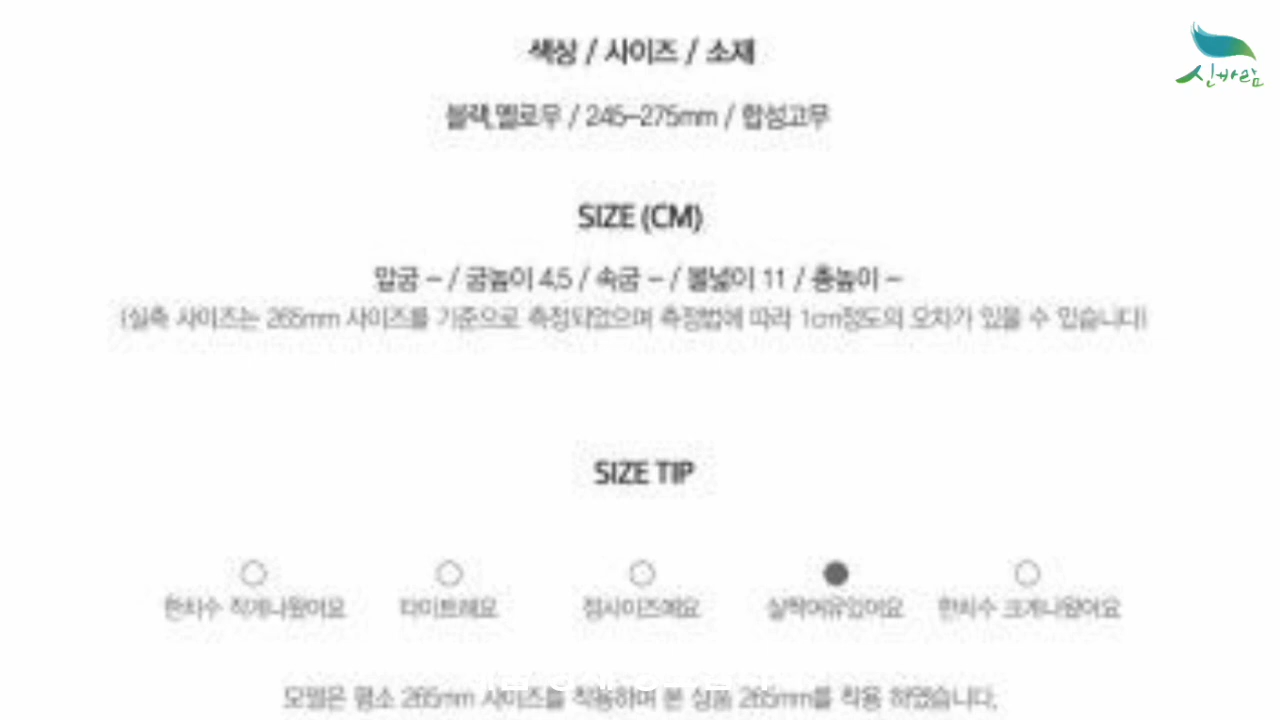 신바람
색상 / 사이즈 / 소재
블랙,옐로우 / 245-275mm / 합성고무
SIZE (CM)
앞굽 - / 굽높이 4.5 / 속굽 - / 볼넓이 11 / 총높이 -
(실측 사이즈는 265mm 사이즈를 기준으로 측정되었으며 측정법에 따라 1cm정도의 오차가 있을 수 있습니다)
SIZE TIP
한치수 작게나왔어요 타이트해요 정사이즈예요 살짝여유있어요 한치수 크게나왔어요
모델은 평소 265mm 사이즈를 착용하며 본 상품 265mm를 착용 하였습니다.